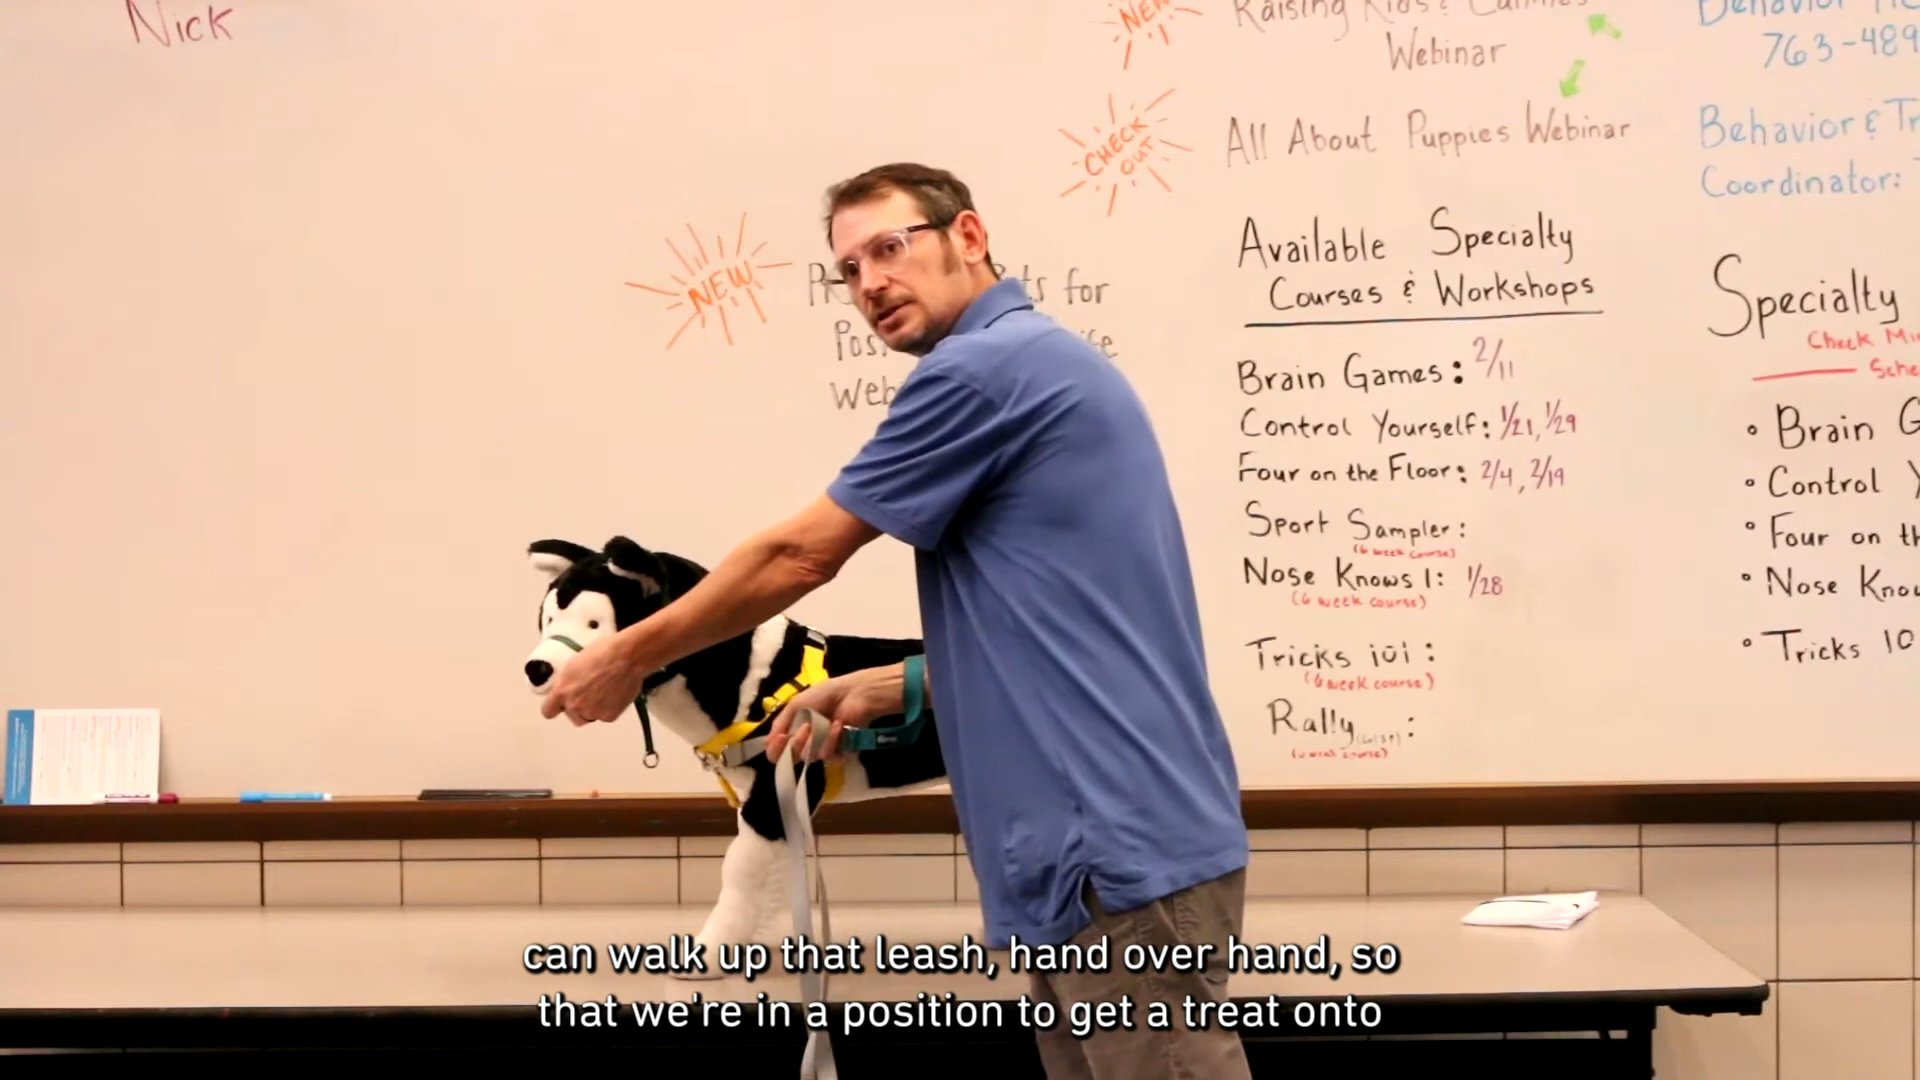 Nick
NEW
Raising Kids &
Webinar
CHECK
OUT
All About Puppies Webinar
NEW
for
Available Specialty
Courses & Workshops
Brain Games: 2/11
Control Yourself: 1/21, 1/29
Four on the Floor: 2/4, 2/19
Sport Sampler:
(6 week course)
Nose Knows 1: 1/28
(6 week course)
Tricks 101:
(6 week course)
Rally :
763-489
Behavior &
Coordinator:
Specialty
Check
• Brain
• Control
• Four on
• Nose
• Tricks
can walk up that leash, hand over hand, so
that we're in a position to get a treat onto